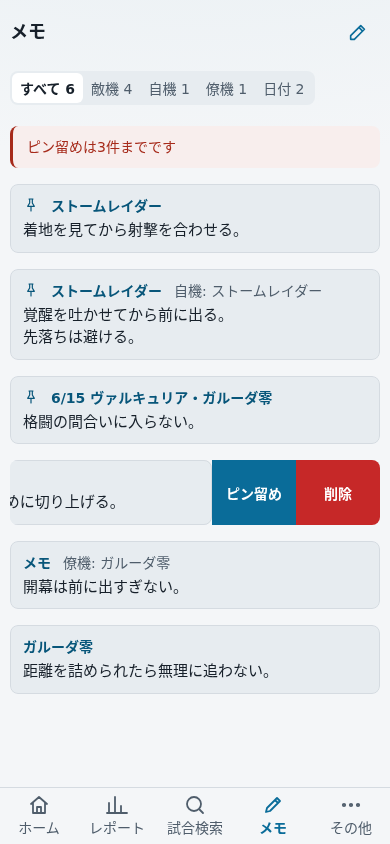 メモ
すべて 6 敵機 4 自機 1 僚機 1 日付 2
ピン留めは3件までです
ストームレイダー
着地を見てから射撃を合わせる。
ストームレイダー 自機: ストームレイダー
覚醒を吐かせてから前に出る。
先落ちは避ける。
6/15 ヴァルキュリア・ガルーダ零
格闘の間合いに入らない。
めに切り上げる。
ピン留め 削除
メモ 僚機: ガルーダ零
開幕は前に出すぎない。
ガルーダ零
距離を詰められたら無理に追わない。
ホーム レポート 試合検索 メモ その他